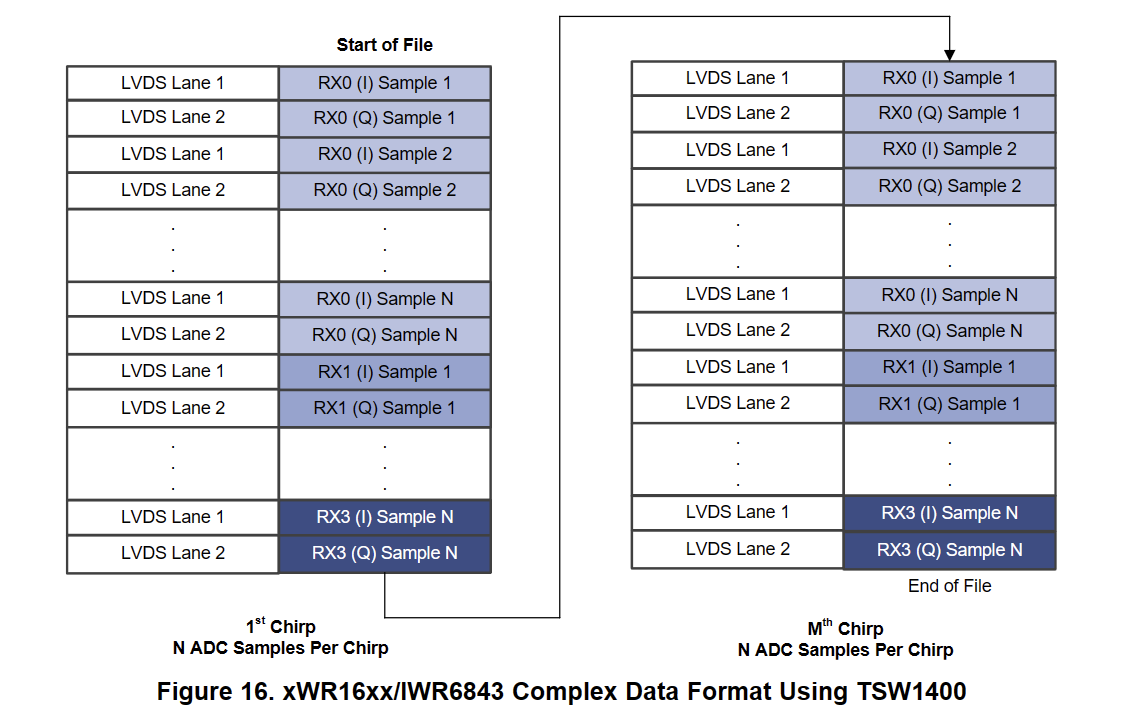 Start of File
LVDS Lane 1 RX0 (I) Sample 1
LVDS Lane 2 RX0 (Q) Sample 1
LVDS Lane 1 RX0 (I) Sample 2
LVDS Lane 2 RX0 (Q) Sample 2
. .
. .
. .
LVDS Lane 1 RX0 (I) Sample N
LVDS Lane 2 RX0 (Q) Sample N
LVDS Lane 1 RX1 (I) Sample 1
LVDS Lane 2 RX1 (Q) Sample 1
. .
. .
. .
LVDS Lane 1 RX3 (I) Sample N
LVDS Lane 2 RX3 (Q) Sample N
1st Chirp
N ADC Samples Per Chirp
LVDS Lane 1 RX0 (I) Sample 1
LVDS Lane 2 RX0 (Q) Sample 1
LVDS Lane 1 RX0 (I) Sample 2
LVDS Lane 2 RX0 (Q) Sample 2
. .
. .
. .
LVDS Lane 1 RX0 (I) Sample N
LVDS Lane 2 RX0 (Q) Sample N
LVDS Lane 1 RX1 (I) Sample 1
LVDS Lane 2 RX1 (Q) Sample 1
. .
. .
. .
LVDS Lane 1 RX3 (I) Sample N
LVDS Lane 2 RX3 (Q) Sample N
End of File
Mth Chirp
N ADC Samples Per Chirp
Figure 16. xWR16xx/IWR6843 Complex Data Format Using TSW1400